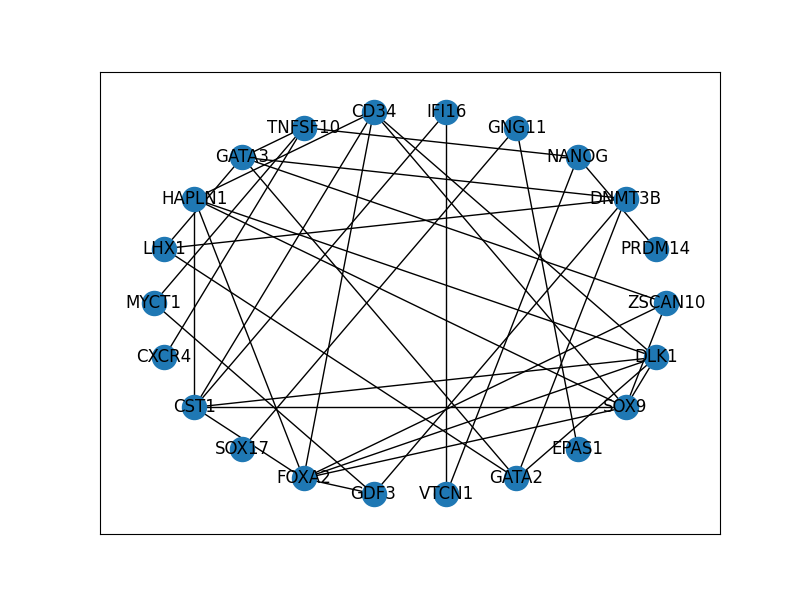 CD34
IFI16
TNFSF10
GNG11
GATA3
NANOG
HAPLN1
DNMT3B
LHX1
PRDM14
MYCT1
ZSCAN10
CXCR4
DLK1
CST1
SOX9
SOX17
EPAS1
FOXA2
GATA2
GDF3
VTCN1